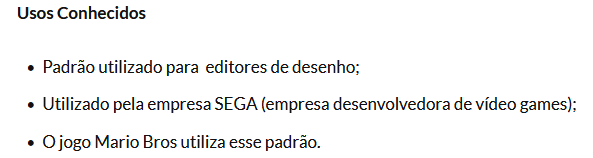 Usos Conhecidos
• Padrão utilizado para editores de desenho;
• Utilizado pela empresa SEGA (empresa desenvolvedora de vídeo games);
• O jogo Mario Bros utiliza esse padrão.